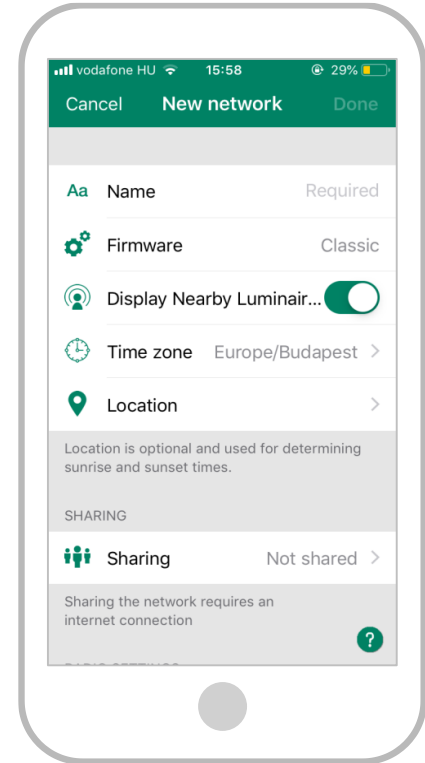 vodafone HU 15:58 29%
Cancel New network Done
Aa Name Required
Firmware Classic
Display Nearby Luminair...
Time zone Europe/Budapest
Location
Location is optional and used for determining
sunrise and sunset times.
SHARING
Sharing Not shared
Sharing the network requires an
internet connection
?